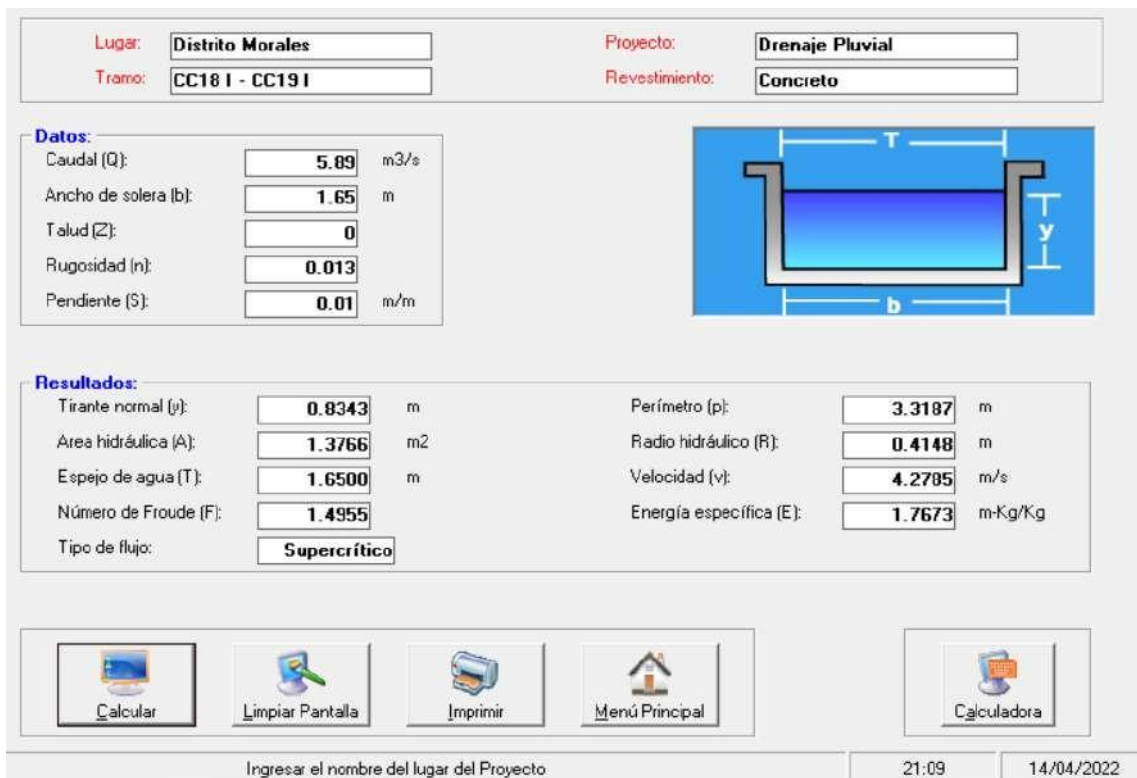 Lugar: Distrito Morales Proyecto: Drenaje Pluvial
Tramo: CC18 I - CC19 I Revestimiento: Concreto
Datos:
Caudal (Q): 5.89 m3/s
Ancho de solera (b): 1.65 m
Talud (Z): 0
Rugosidad (n): 0.013
Pendiente (S): 0.01 m/m
T
y
b
Resultados:
Tirante normal (y): 0.8343 m Perímetro (p): 3.3187 m
Area hidráulica (A): 1.3766 m2 Radio hidráulico (R): 0.4148 m
Espejo de agua (T): 1.6500 m Velocidad (v): 4.2785 m/s
Número de Froude (F): 1.4955 Energía específica (E): 1.7673 m-Kg/Kg
Tipo de flujo: Supercrítico
Calcular Limpiar Pantalla Imprimir Menú Principal Calculadora
Ingresar el nombre del lugar del Proyecto 21:09 14/04/2022